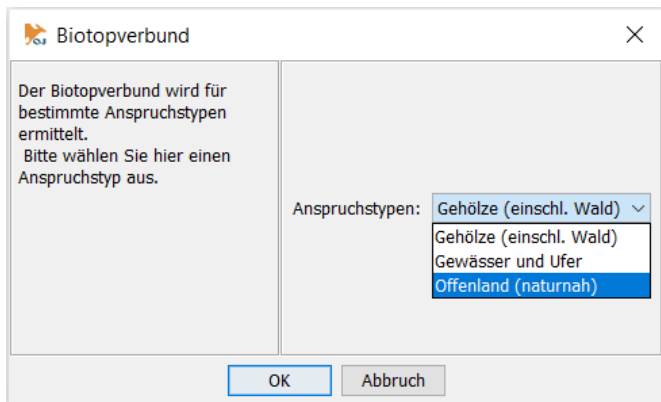 Biotopverbund
Der Biotopverbund wird für
bestimmte Anspruchstypen
ermittelt.
Bitte wählen Sie hier einen
Anspruchstyp aus.
Anspruchstypen: Gehölze (einschl. Wald)
Gehölze (einschl. Wald)
Gewässer und Ufer
Offenland (naturnah)
OK Abbruch